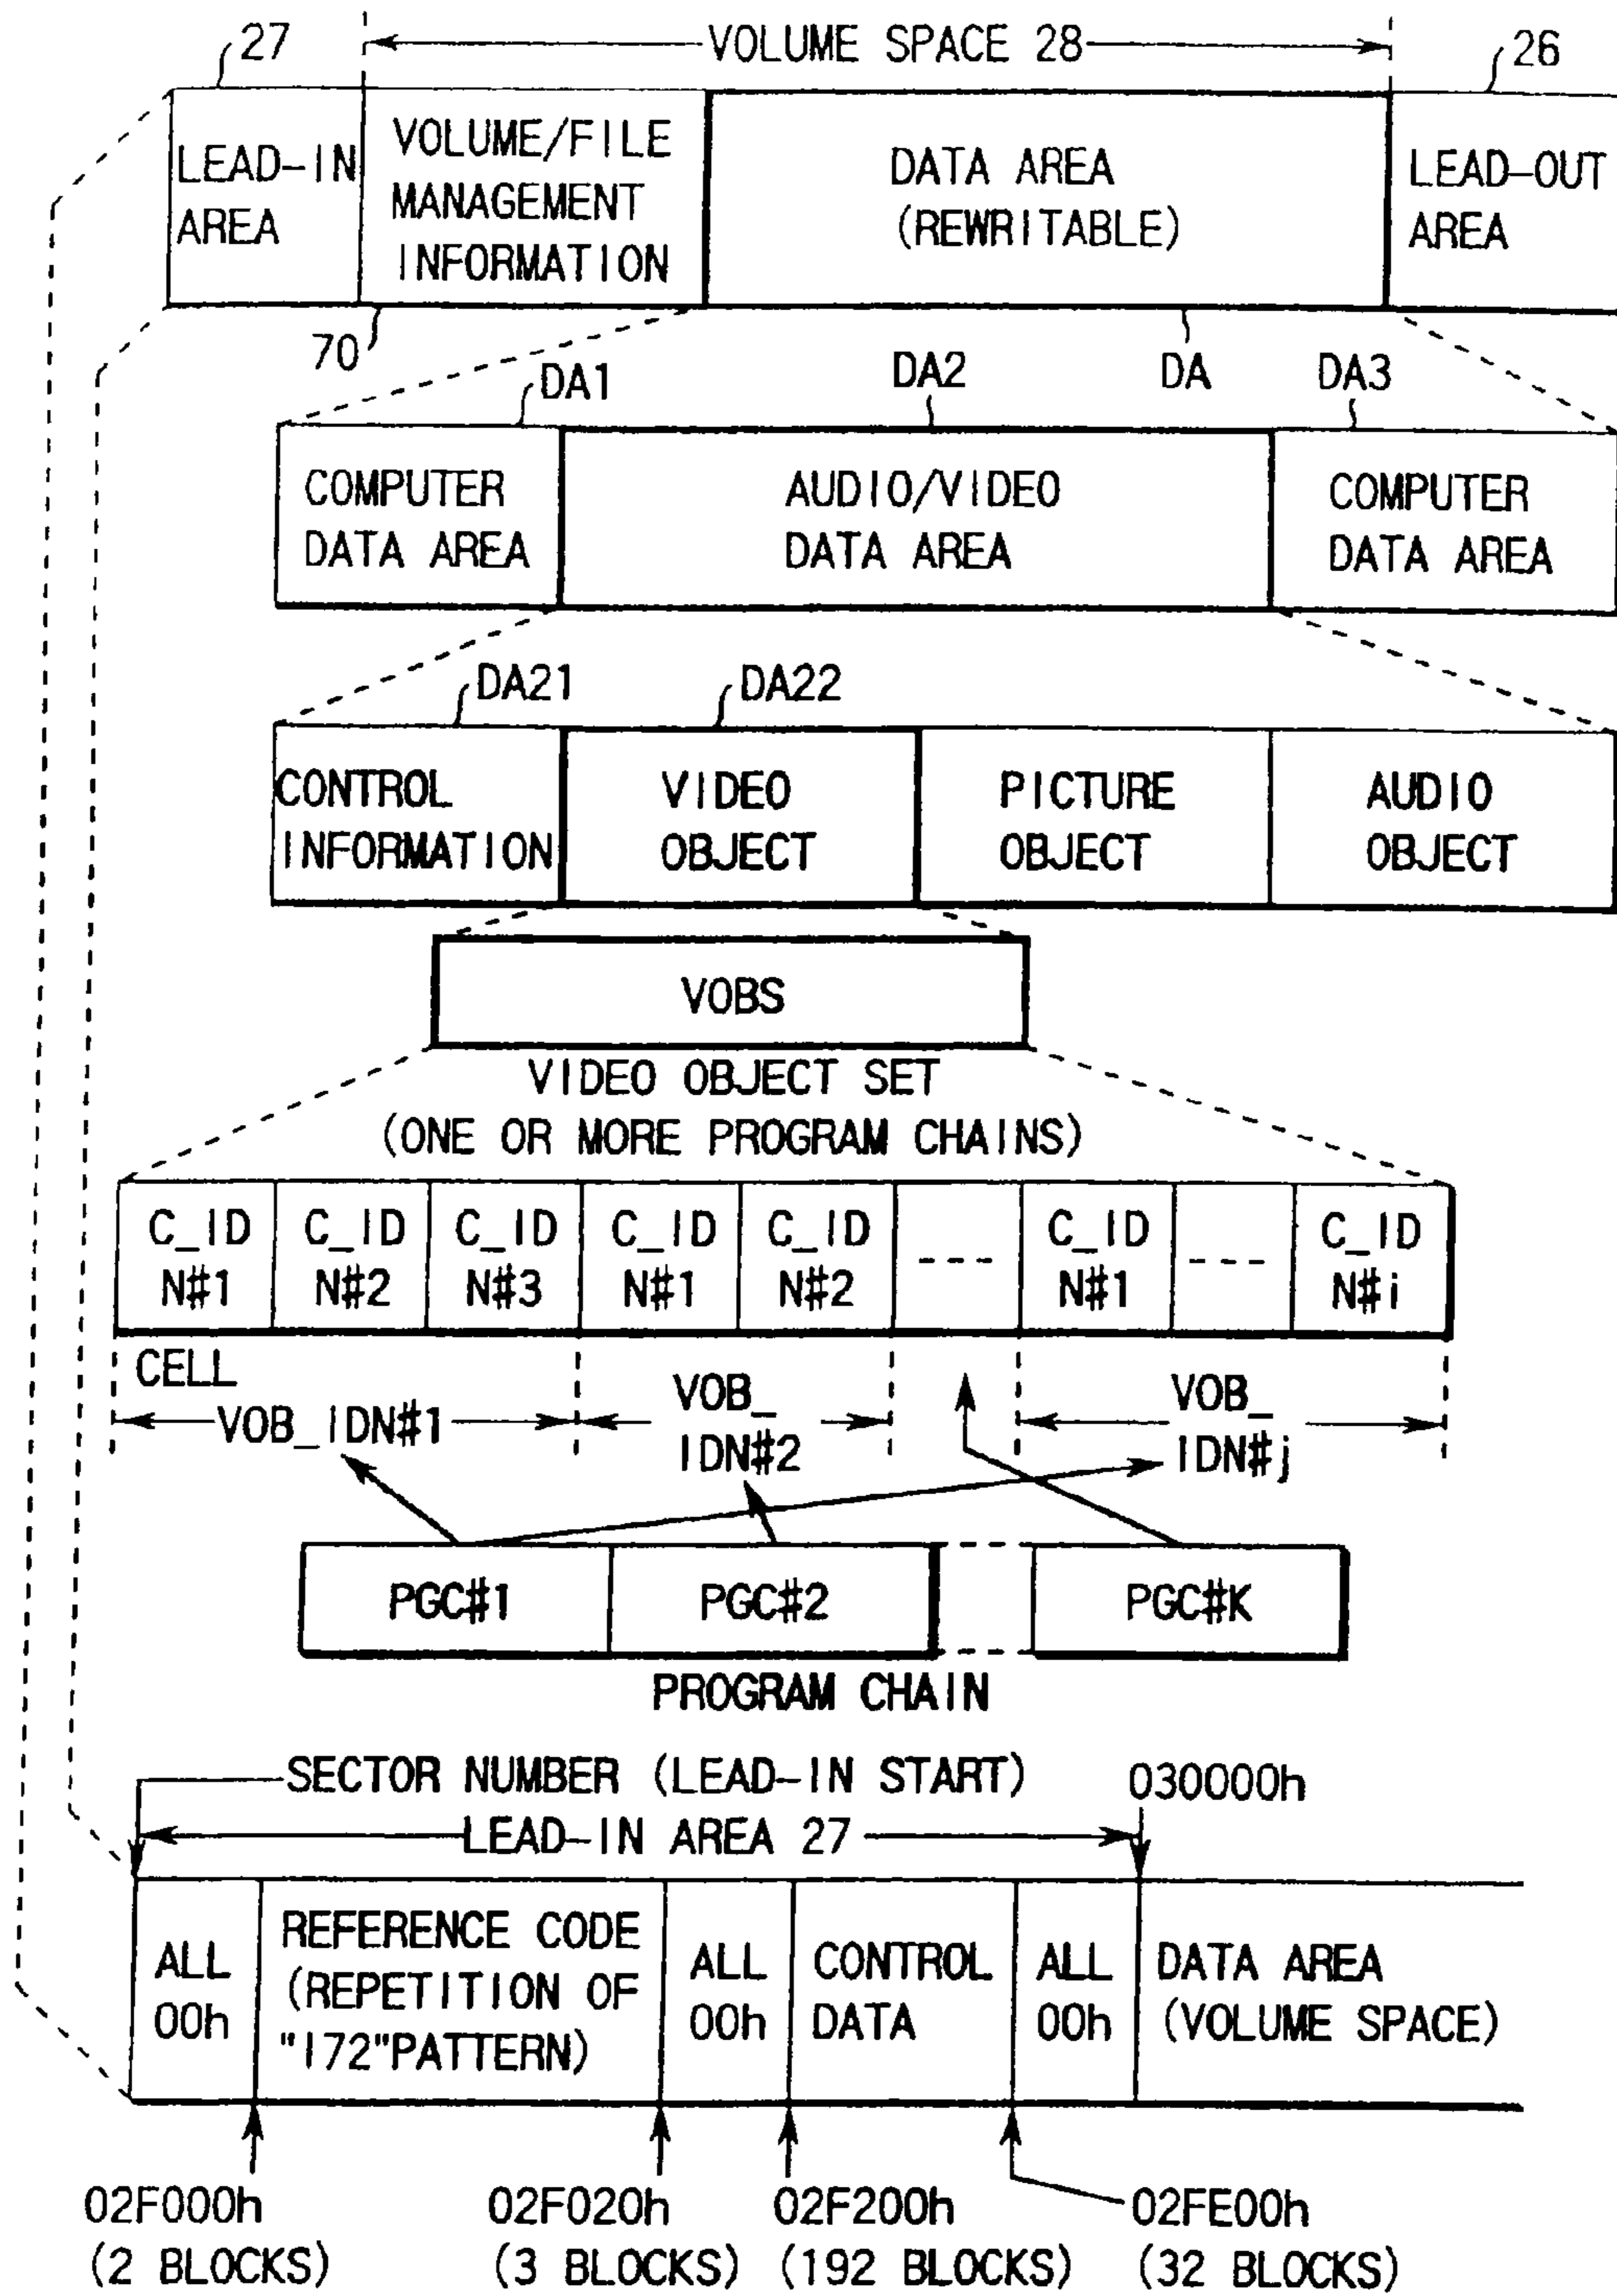 27
VOLUME SPACE 28
26
LEAD-IN
AREA
VOLUME/FILE
MANAGEMENT
INFORMATION
DATA AREA
(REWRITABLE)
LEAD-OUT
AREA
70
DA1
DA2
DA
DA3
COMPUTER
DATA AREA
AUDIO/VIDEO
DATA AREA
COMPUTER
DATA AREA
DA21
DA22
CONTROL
INFORMATION
VIDEO
OBJECT
PICTURE
OBJECT
AUDIO
OBJECT
VOBS
VIDEO OBJECT SET
(ONE OR MORE PROGRAM CHAINS)
C_ID
N#1
C_ID
N#2
C_ID
N#3
C_ID
N#1
C_ID
N#2
----
C_ID
N#1
----
C_ID
N#i
CELL
VOB_IDN#1
VOB_
IDN#2
VOB_
IDN#j
PGC#1
PGC#2
PGC#K
PROGRAM CHAIN
SECTOR NUMBER (LEAD-IN START)
030000h
LEAD-IN AREA 27
ALL
00h
REFERENCE CODE
(REPETITION OF
"172"PATTERN)
ALL
00h
CONTROL
DATA
ALL
00h
DATA AREA
(VOLUME SPACE)
02F000h
(2 BLOCKS)
02F020h
(3 BLOCKS)
02F200h
(192 BLOCKS)
02FE00h
(32 BLOCKS)